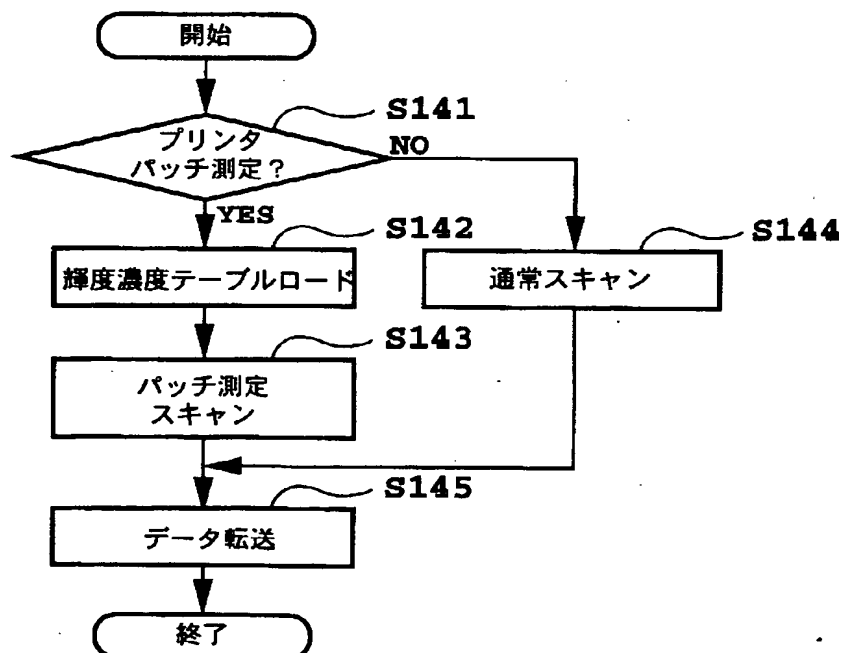 開始
S141
プリンタ
パッチ測定?
NO
YES
S142
輝度濃度テーブルロード
S144
通常スキャン
S143
パッチ測定
スキャン
S145
データ転送
終了